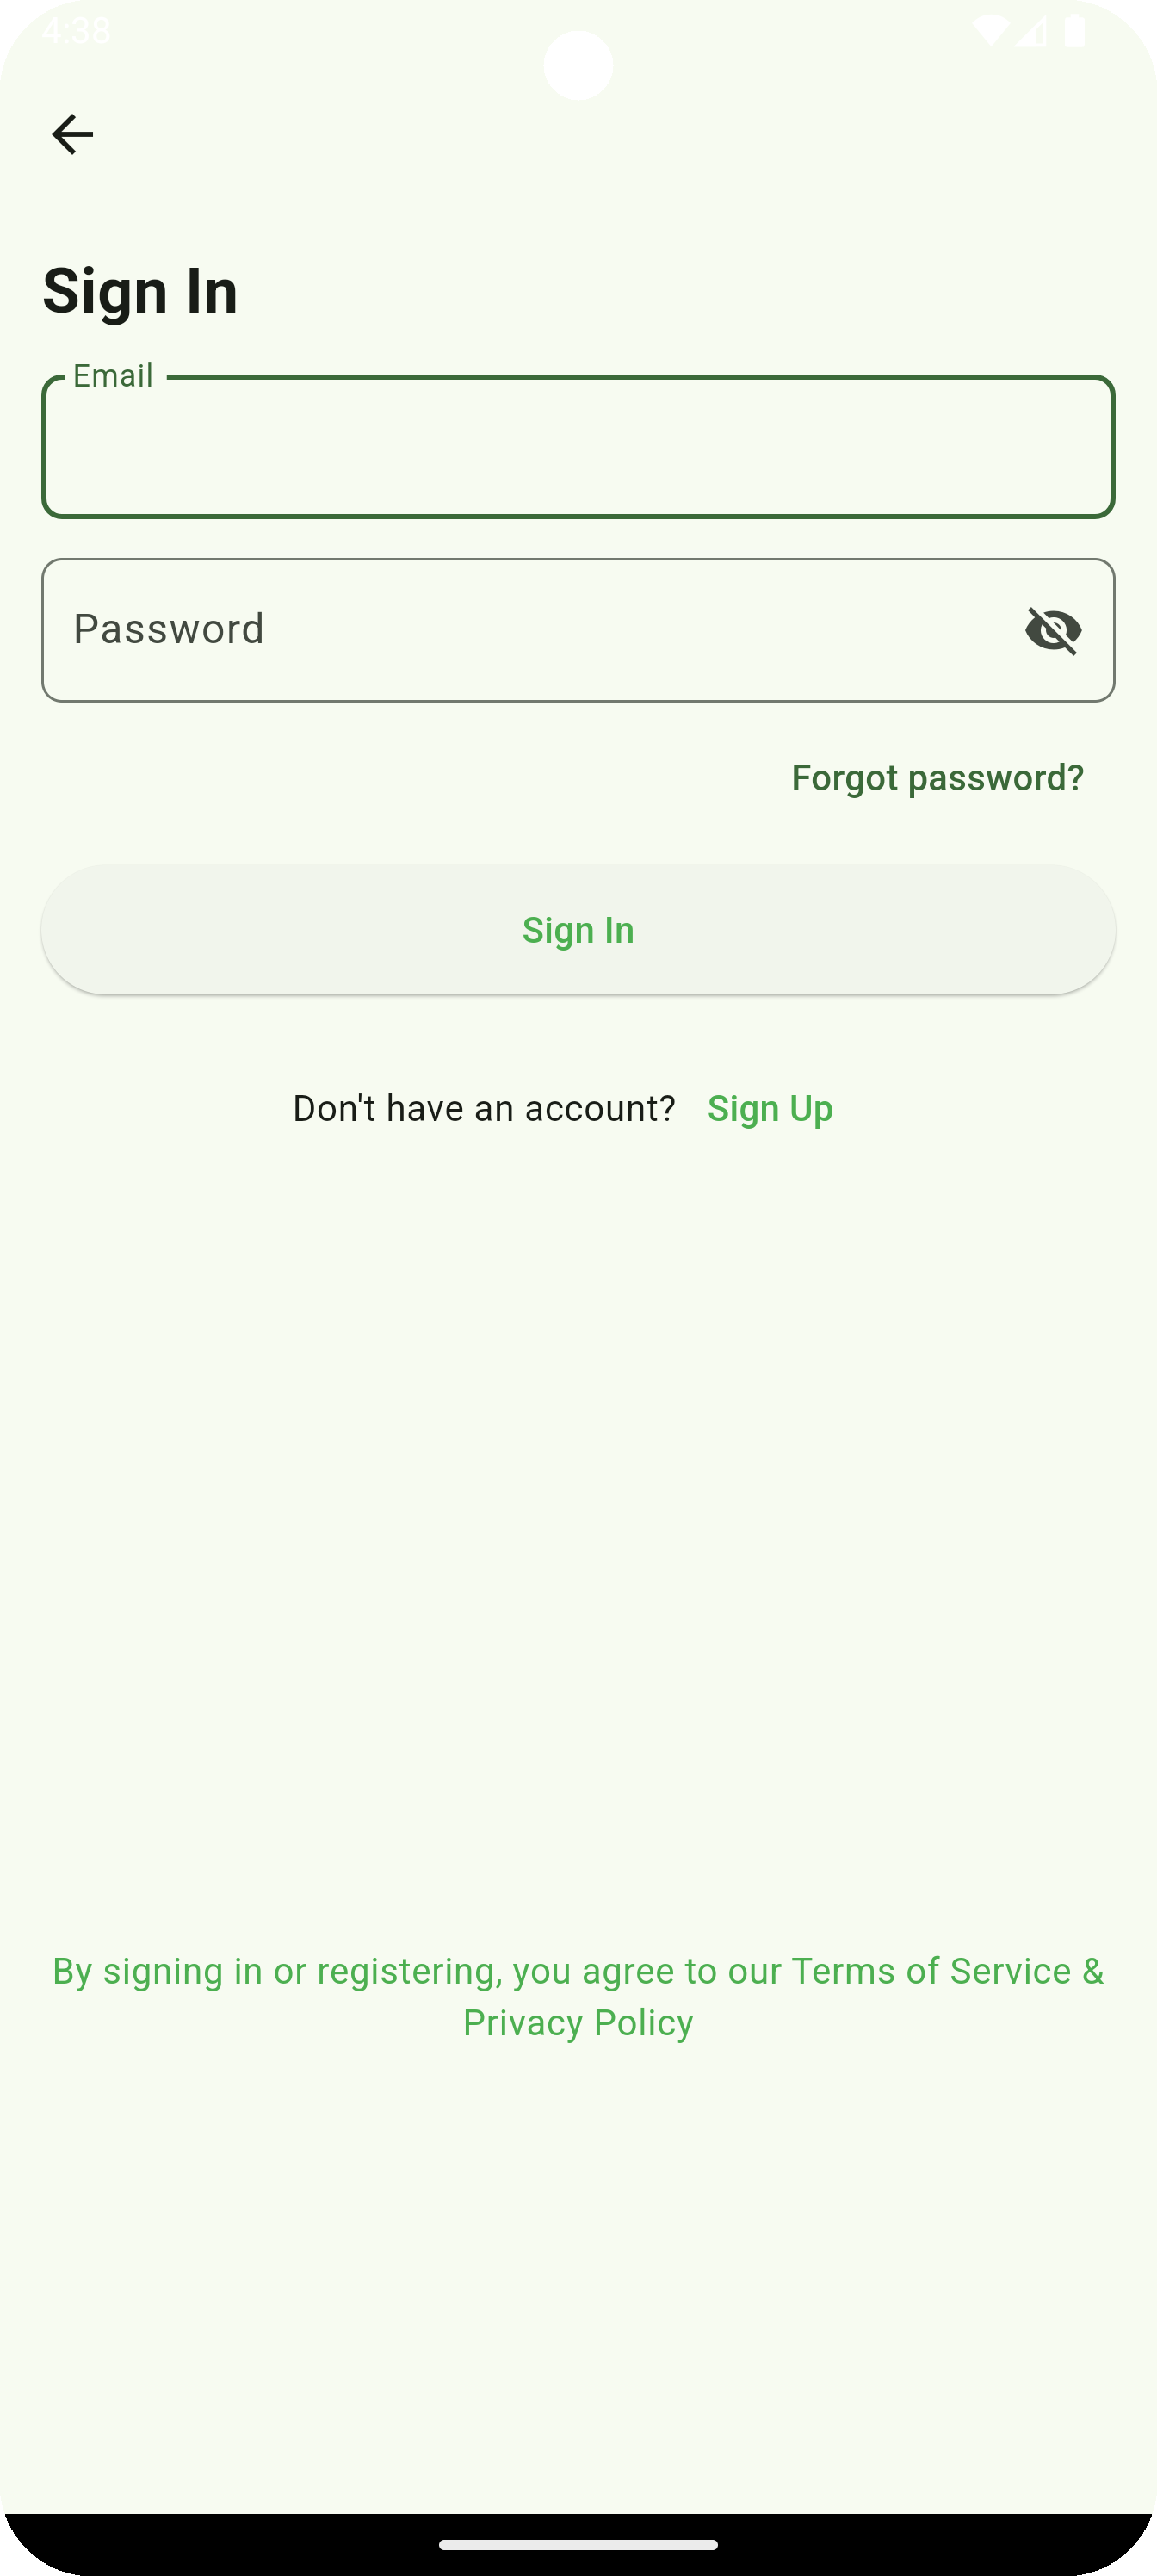 4:38
Sign In
Email
Password
Forgot password?
Sign In
Don't have an account? Sign Up
By signing in or registering, you agree to our Terms of Service &
Privacy Policy